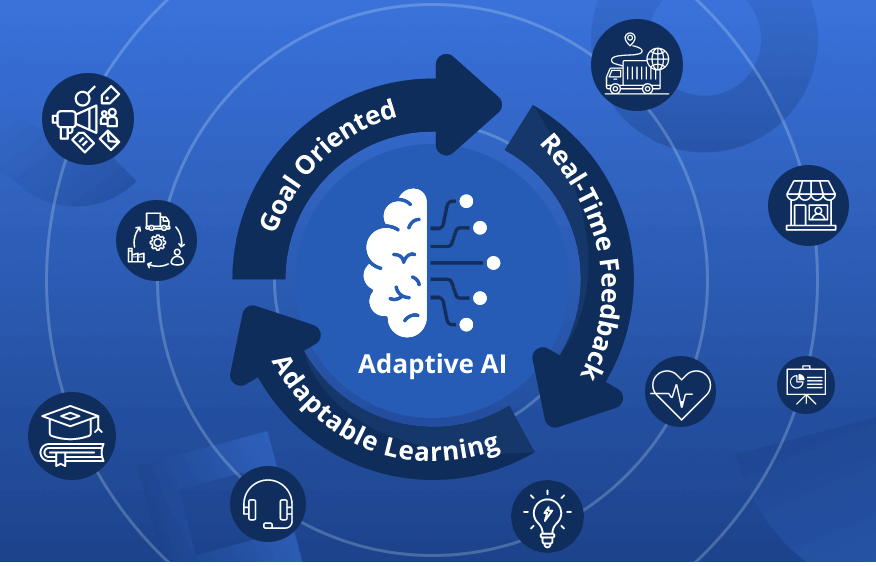 Goal Oriented
Real-Time Feedback
Adaptable Learning
Adaptive AI